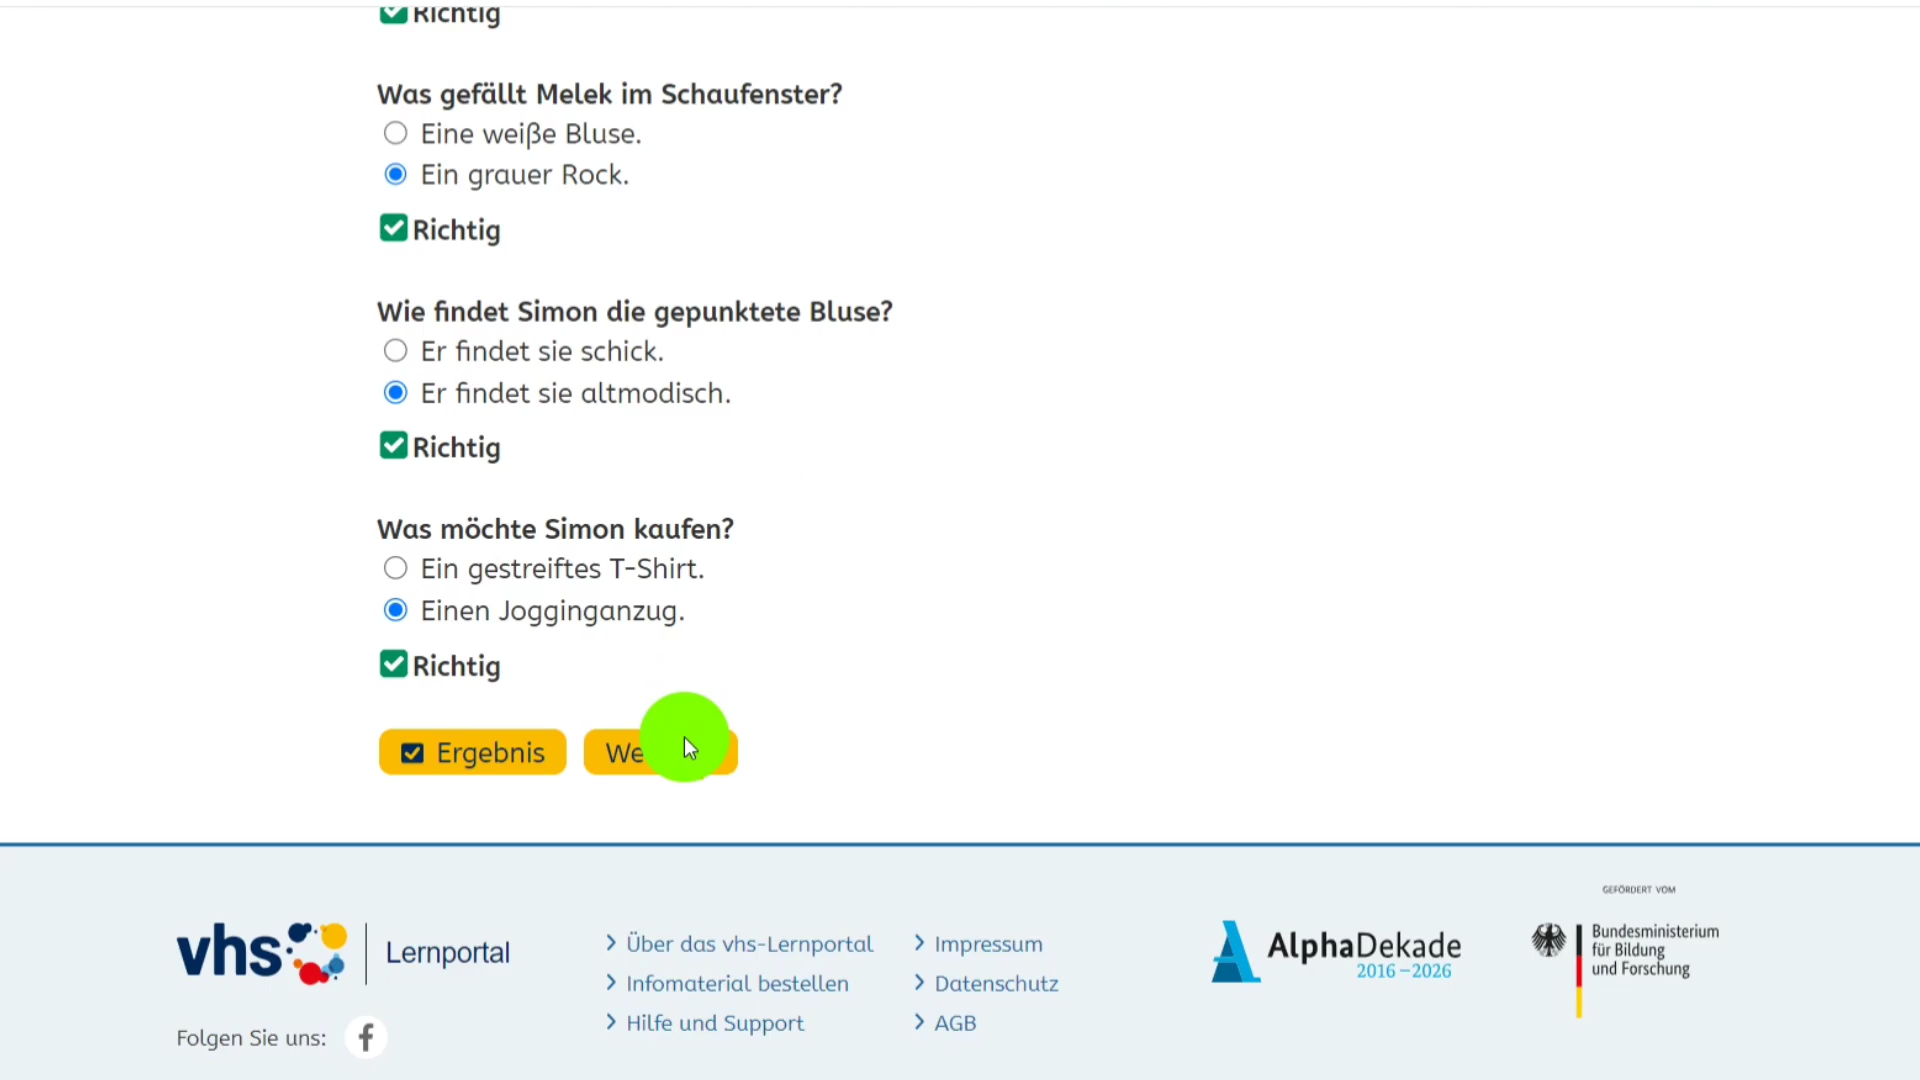 Richtig
Was gefällt Melek im Schaufenster?
Eine weiße Bluse.
Ein grauer Rock.
Richtig
Wie findet Simon die gepunktete Bluse?
Er findet sie schick.
Er findet sie altmodisch.
Richtig
Was möchte Simon kaufen?
Ein gestreiftes T-Shirt.
Einen Jogginganzug.
Richtig
Ergebnis
vhs Lernportal
Folgen Sie uns:
Über das vhs-Lernportal
Infomaterial bestellen
Hilfe und Support
Impressum
Datenschutz
AGB
AlphaDekade
2016–2026
GEFÖRDERT VOM
Bundesministerium
für Bildung
und Forschung